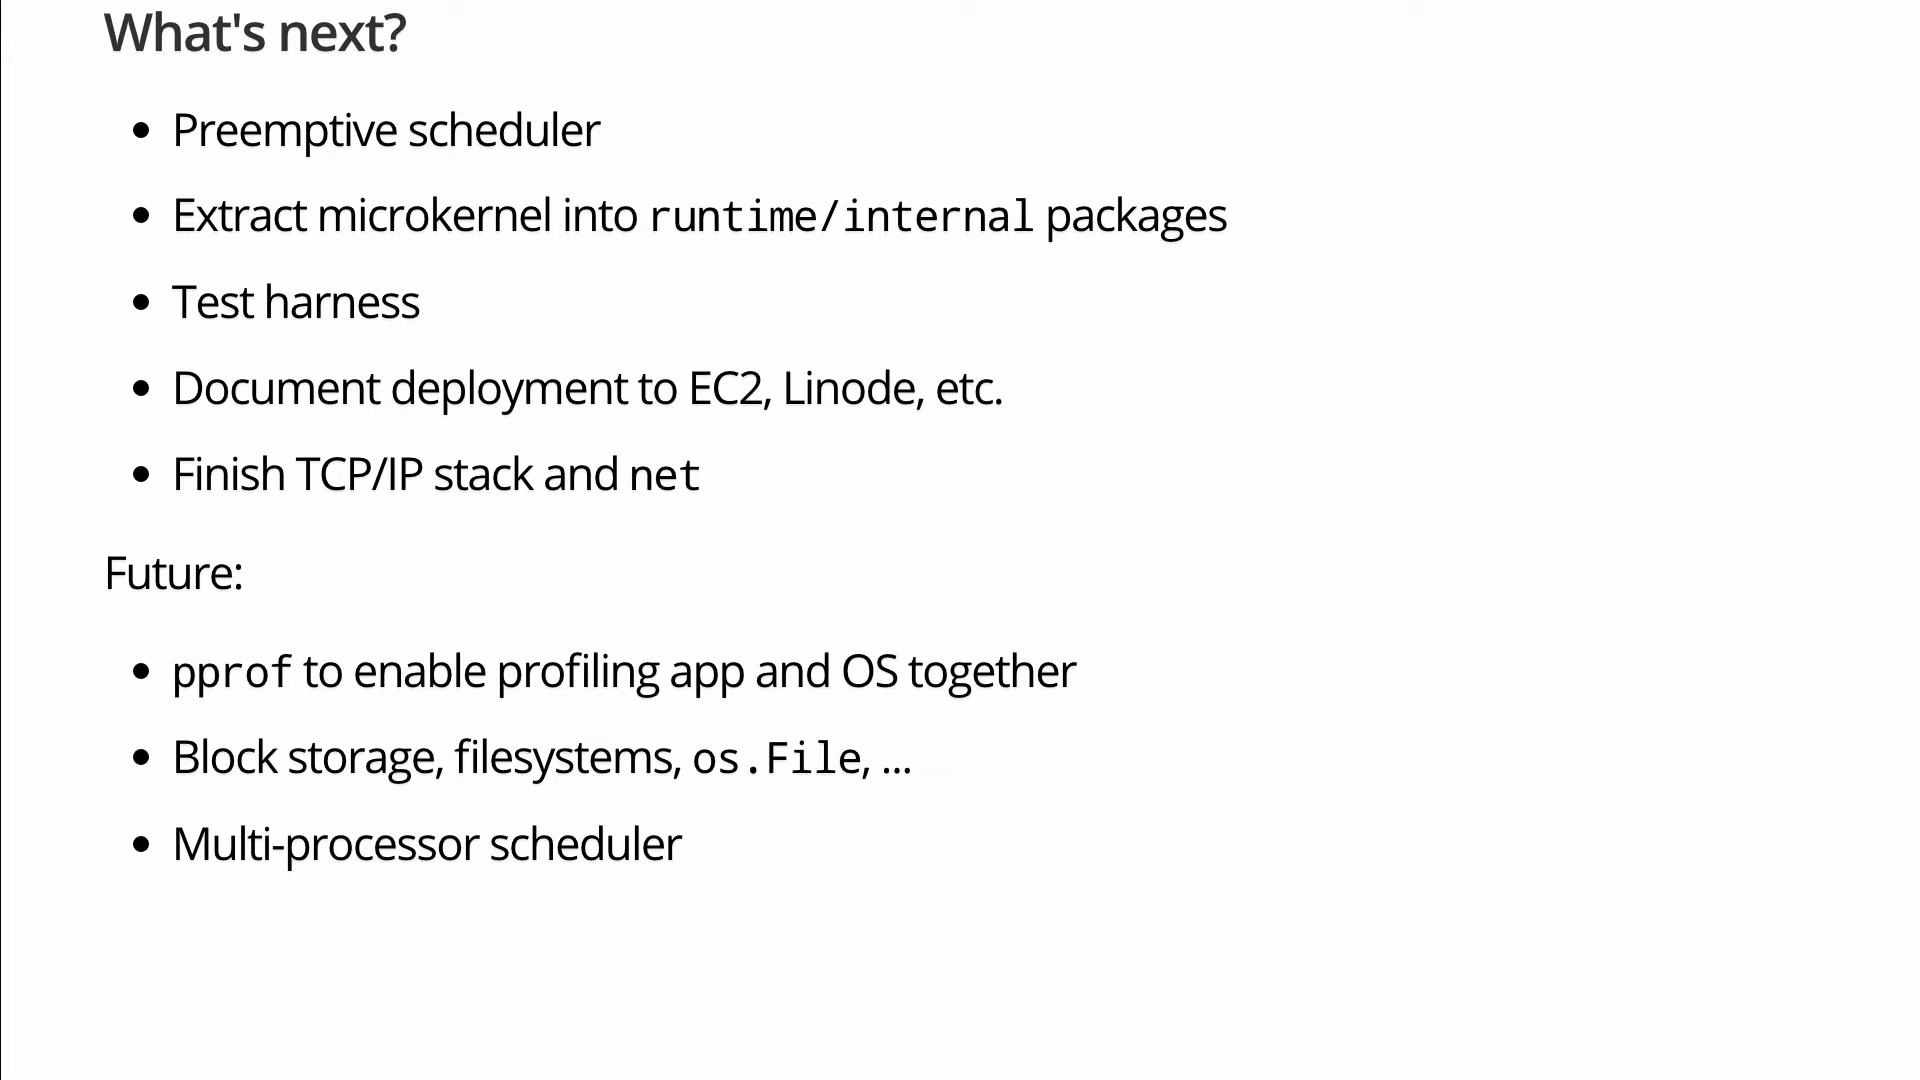 What's next?
• Preemptive scheduler
• Extract microkernel into runtime/internal packages
• Test harness
• Document deployment to EC2, Linode, etc.
• Finish TCP/IP stack and net
Future:
• pprof to enable profiling app and OS together
• Block storage, filesystems, os.File, ...
• Multi-processor scheduler